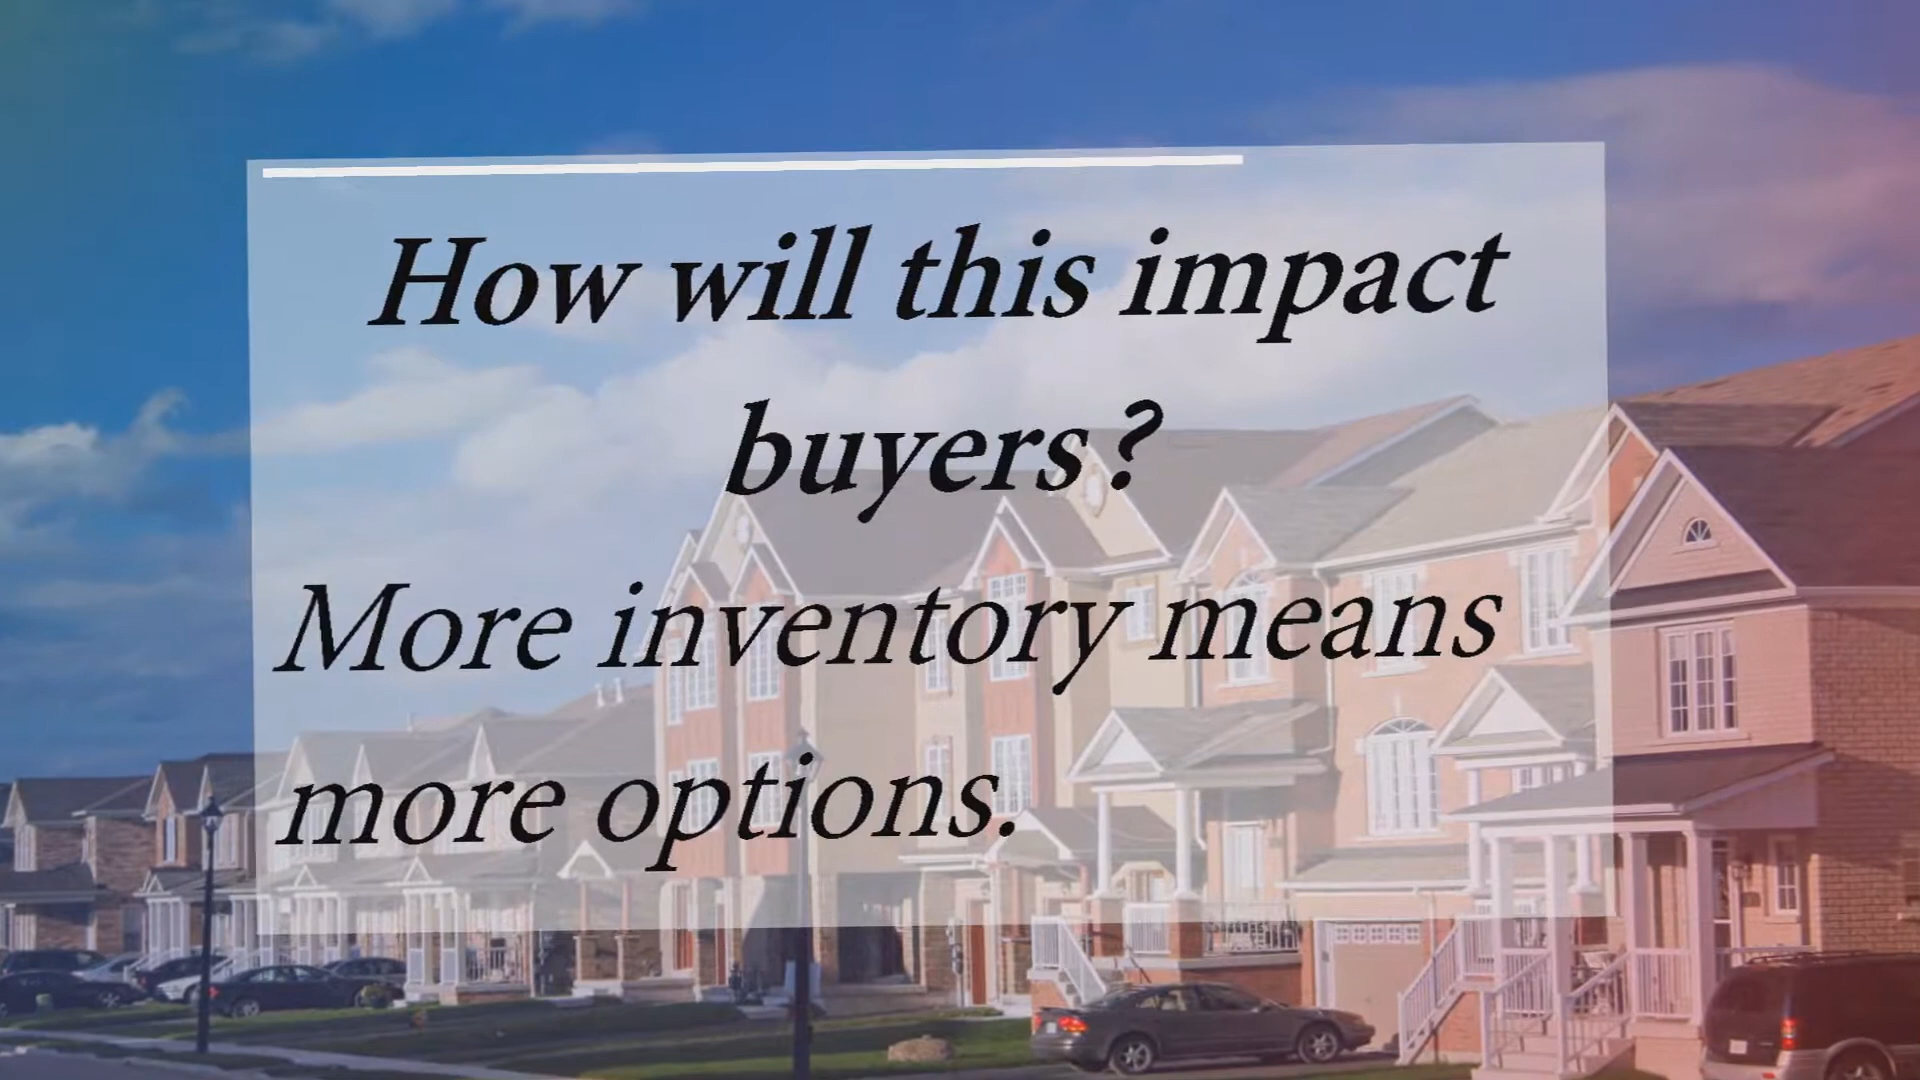 How will this impact
buyers?
More inventory means
more options.